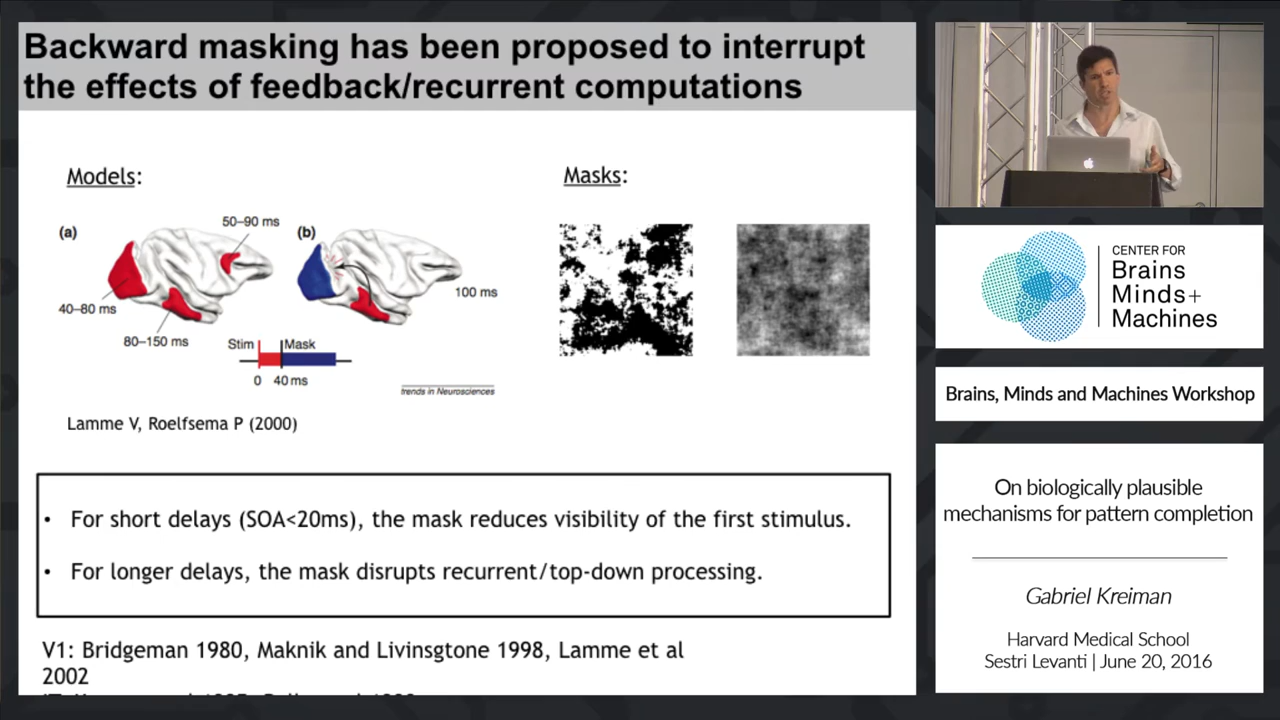 Backward masking has been proposed to interrupt
the effects of feedback/recurrent computations
Models:
Masks:
(a)
50–90 ms
(b)
40–80 ms
80–150 ms
100 ms
Stim
Mask
0
40 ms
trends in Neurosciences
Lamme V, Roelfsema P (2000)
• For short delays (SOA<20ms), the mask reduces visibility of the first stimulus.
• For longer delays, the mask disrupts recurrent/top-down processing.
V1: Bridgeman 1980, Maknik and Livinsgtone 1998, Lamme et al
2002
CENTER FOR
Brains
Minds+
Machines
Brains, Minds and Machines Workshop
On biologically plausible
mechanisms for pattern completion
Gabriel Kreiman
Harvard Medical School
Sestri Levanti | June 20, 2016